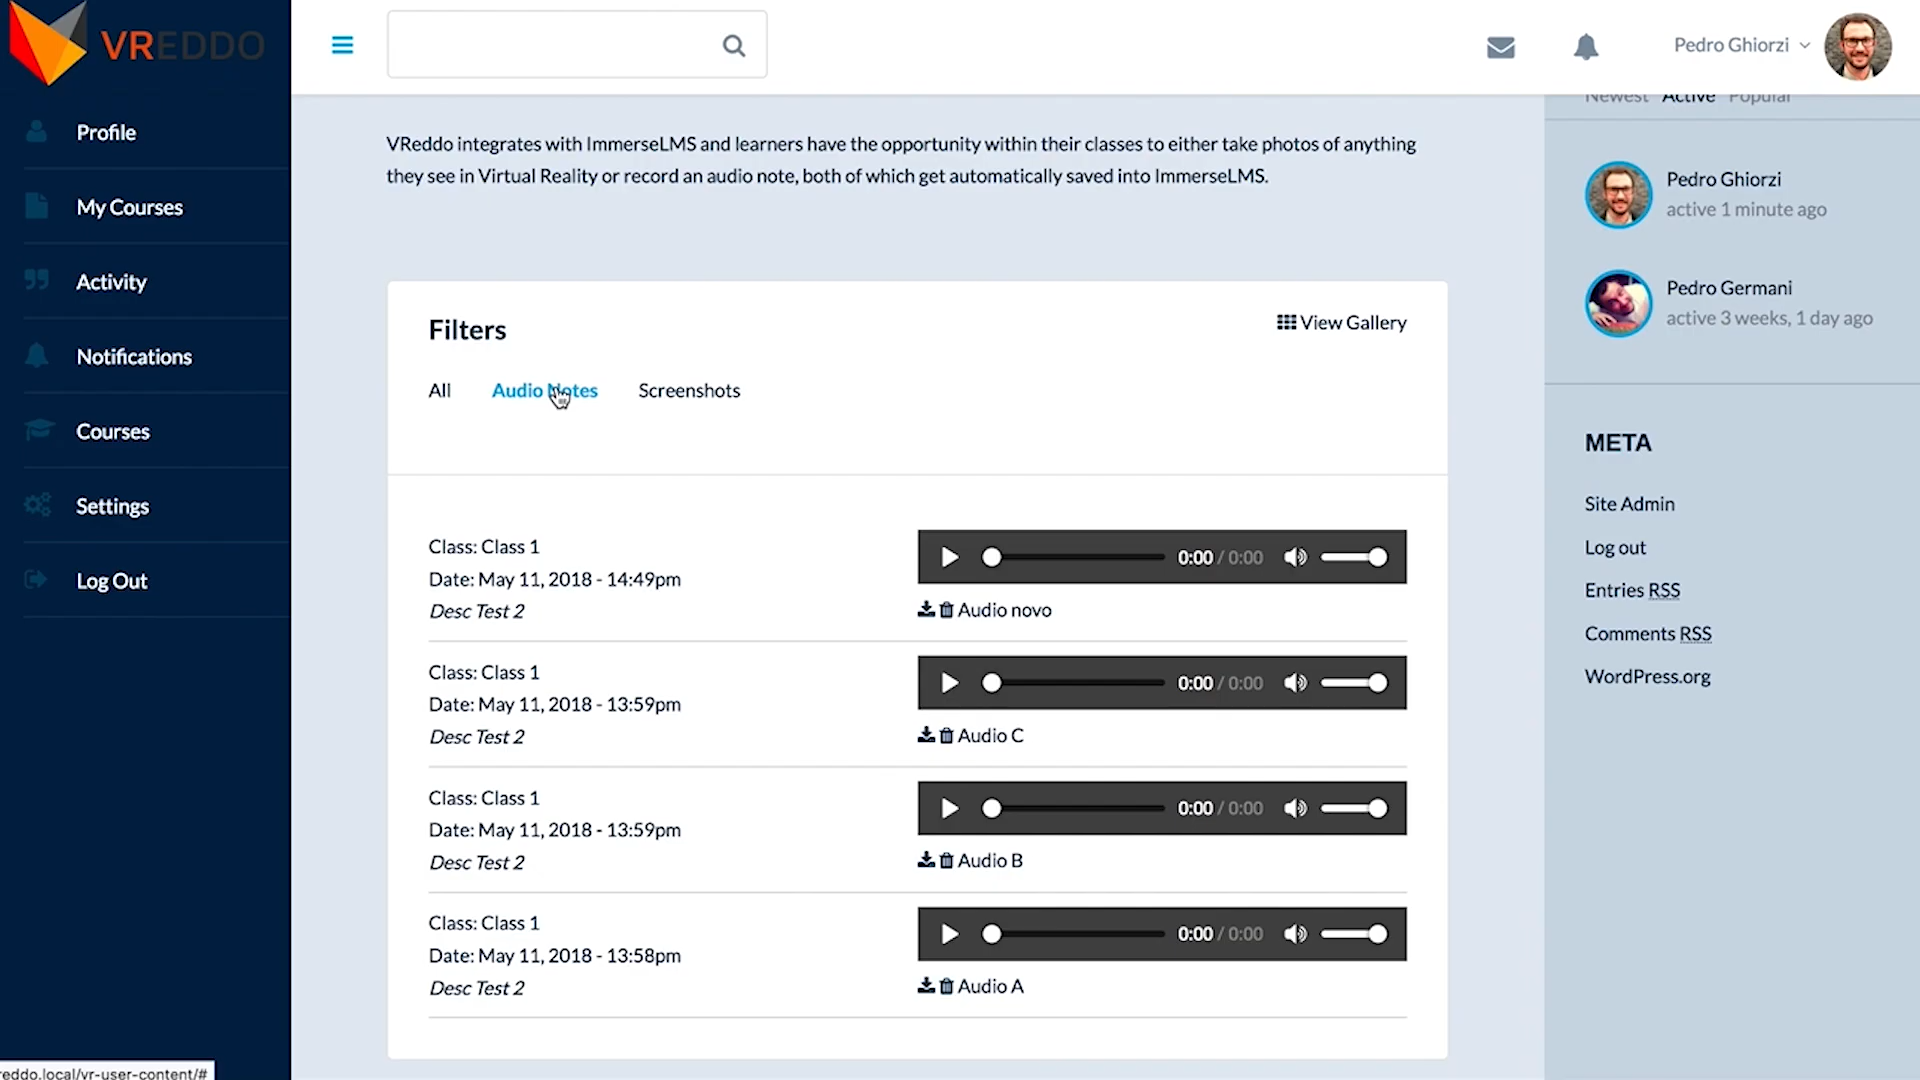 VREDDO
Pedro Ghiorzi
Profile
My Courses
Activity
Notifications
Courses
Settings
Log Out
VReddo integrates with ImmerseLMS and learners have the opportunity within their classes to either take photos of anything
they see in Virtual Reality or record an audio note, both of which get automatically saved into ImmerseLMS.
Filters
View Gallery
All Audio Notes Screenshots
Class: Class 1
Date: May 11, 2018 - 14:49pm
Desc Test 2
0:00 / 0:00
Audio novo
Class: Class 1
Date: May 11, 2018 - 13:59pm
Desc Test 2
0:00 / 0:00
Audio C
Class: Class 1
Date: May 11, 2018 - 13:59pm
Desc Test 2
0:00 / 0:00
Audio B
Class: Class 1
Date: May 11, 2018 - 13:58pm
Desc Test 2
0:00 / 0:00
Audio A
Newest Active Popular
Pedro Ghiorzi
active 1 minute ago
Pedro Germani
active 3 weeks, 1 day ago
META
Site Admin
Log out
Entries RSS
Comments RSS
WordPress.org
reddo.local/vr-user-content/#